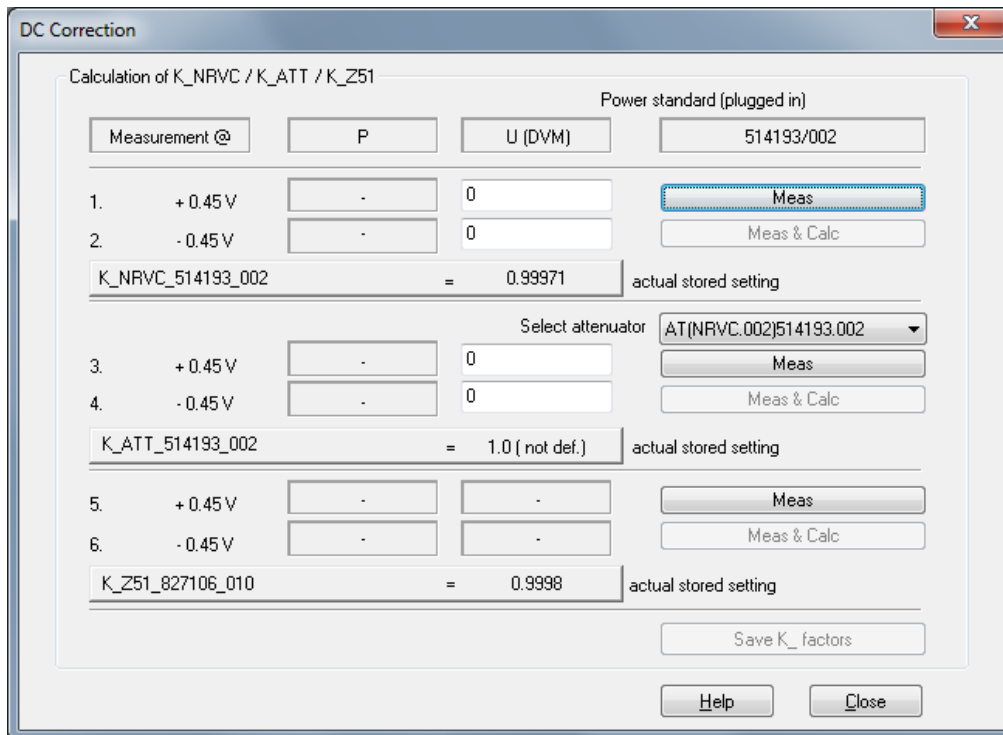 DC Correction
Calculation of K_NRVC / K_ATT / K_Z51
Power standard (plugged in)
Measurement @ P U (DVM) 514193/002
1. + 0.45 V - 0 Meas
2. - 0.45 V - 0 Meas & Calc
K_NRVC_514193_002 = 0.99971 actual stored setting
Select attenuator AT(NRVC.002)514193.002
3. + 0.45 V - 0 Meas
4. - 0.45 V - 0 Meas & Calc
K_ATT_514193_002 = 1.0 ( not def.) actual stored setting
5. + 0.45 V - - Meas
6. - 0.45 V - - Meas & Calc
K_Z51_827106_010 = 0.9998 actual stored setting
Save K_ factors
Help Close